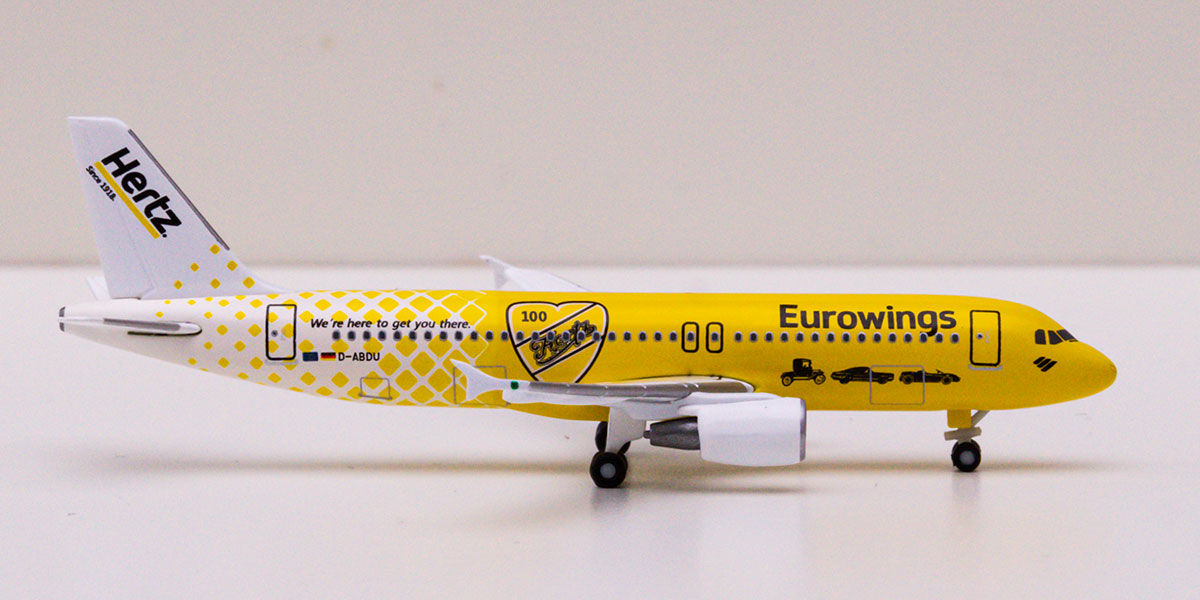 Hertz.
Since 1918.
We're here to get you there.
D-ABDU
100
Hertz
Eurowings